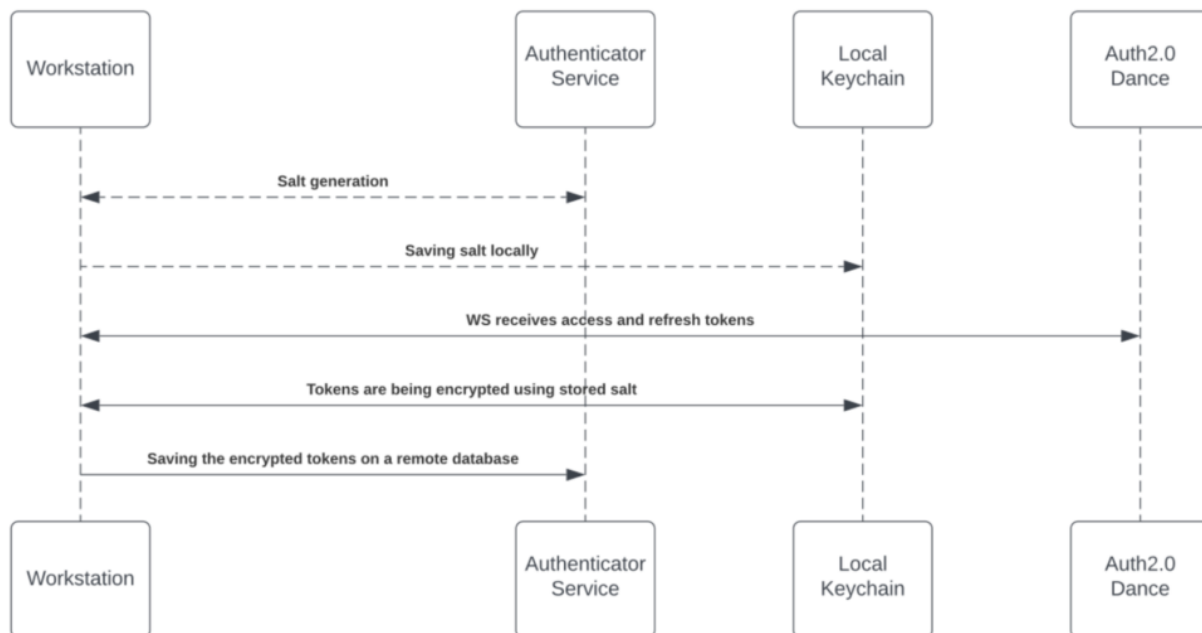 Workstation
Authenticator
Service
Local
Keychain
Auth2.0
Dance
Salt generation
Saving salt locally
WS receives access and refresh tokens
Tokens are being encrypted using stored salt
Saving the encrypted tokens on a remote database
Workstation
Authenticator
Service
Local
Keychain
Auth2.0
Dance